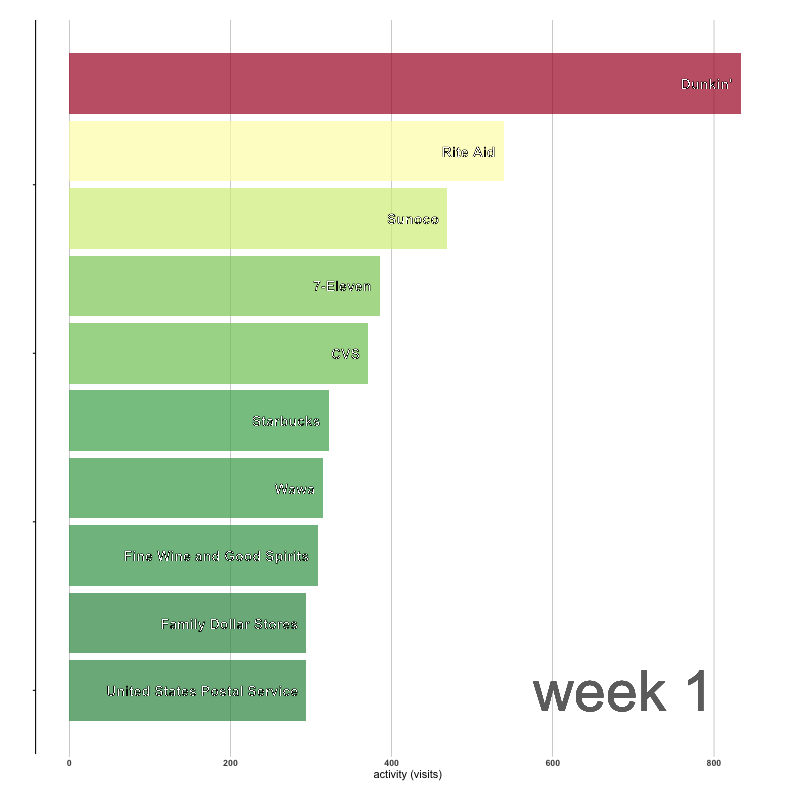 Dunkin'
Rite Aid
Sunoco
7-Eleven
CVS
Starbucks
Wawa
Fine Wine and Good Spirits
Family Dollar Stores
United States Postal Service
week 1
0 200 400 600 800
activity (visits)